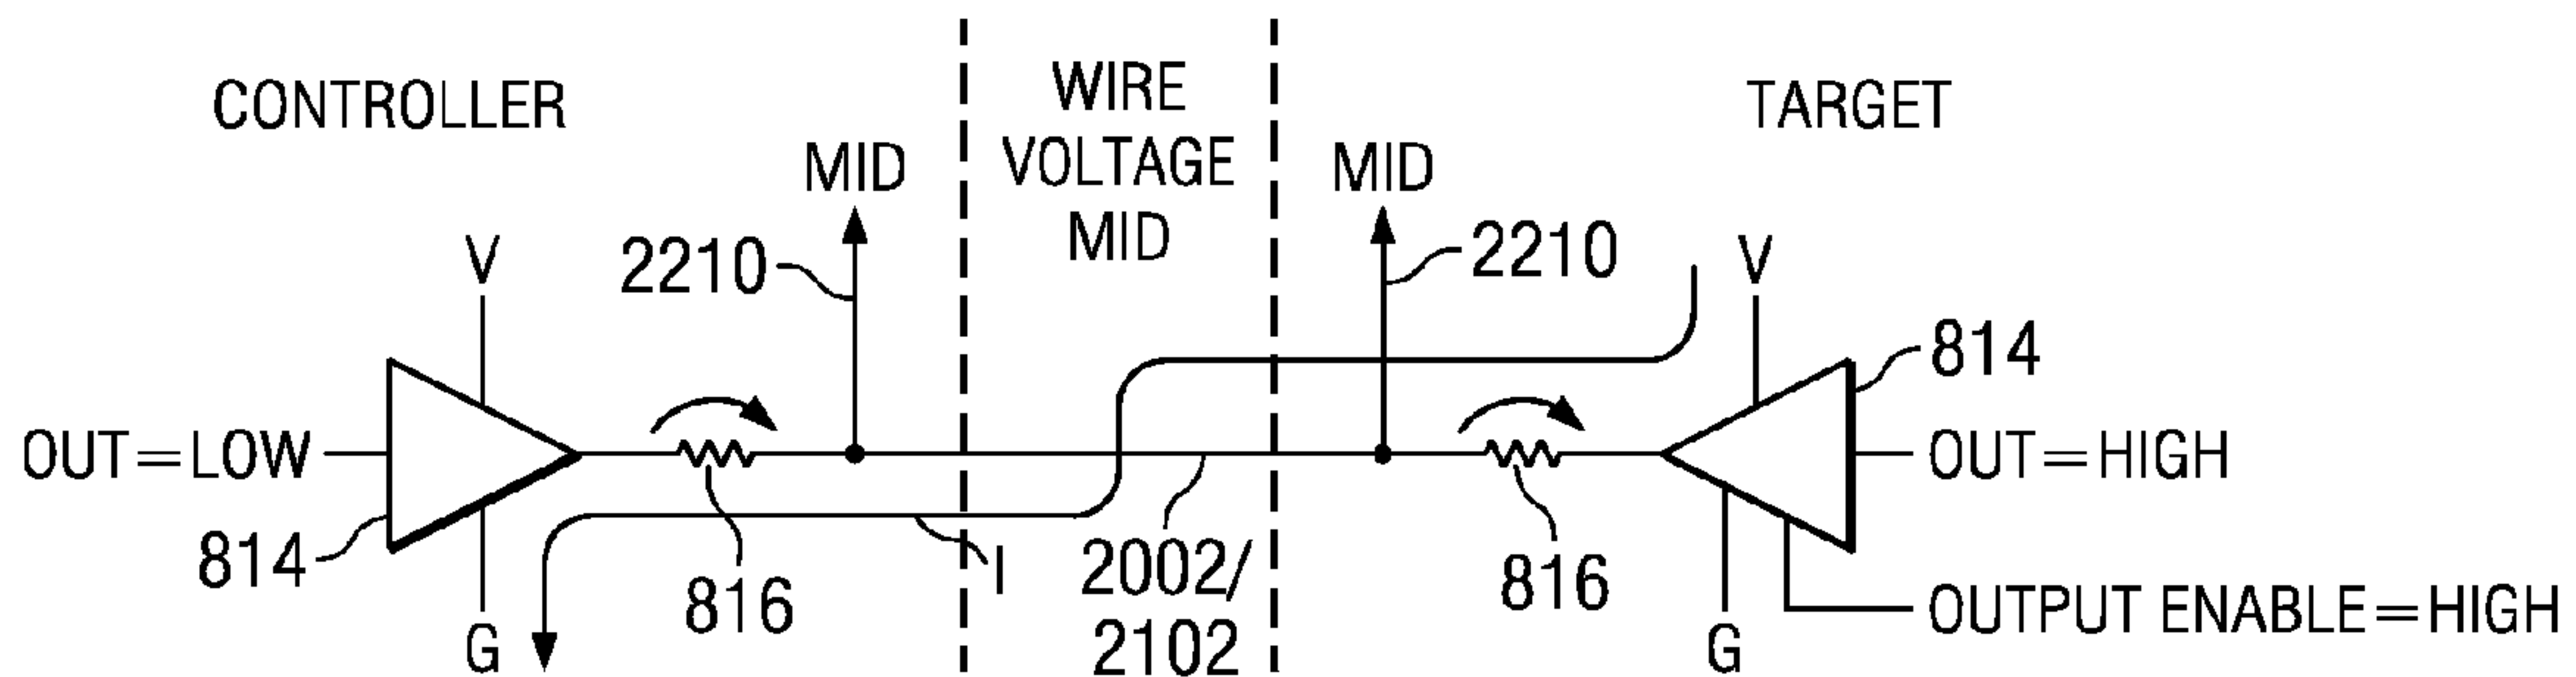 CONTROLLER
WIRE
VOLTAGE
MID
TARGET
MID
MID
V
2210
2210
V
814
OUT=LOW
OUT=HIGH
814
816
I
2002/
2102
816
OUTPUT ENABLE=HIGH
G
G